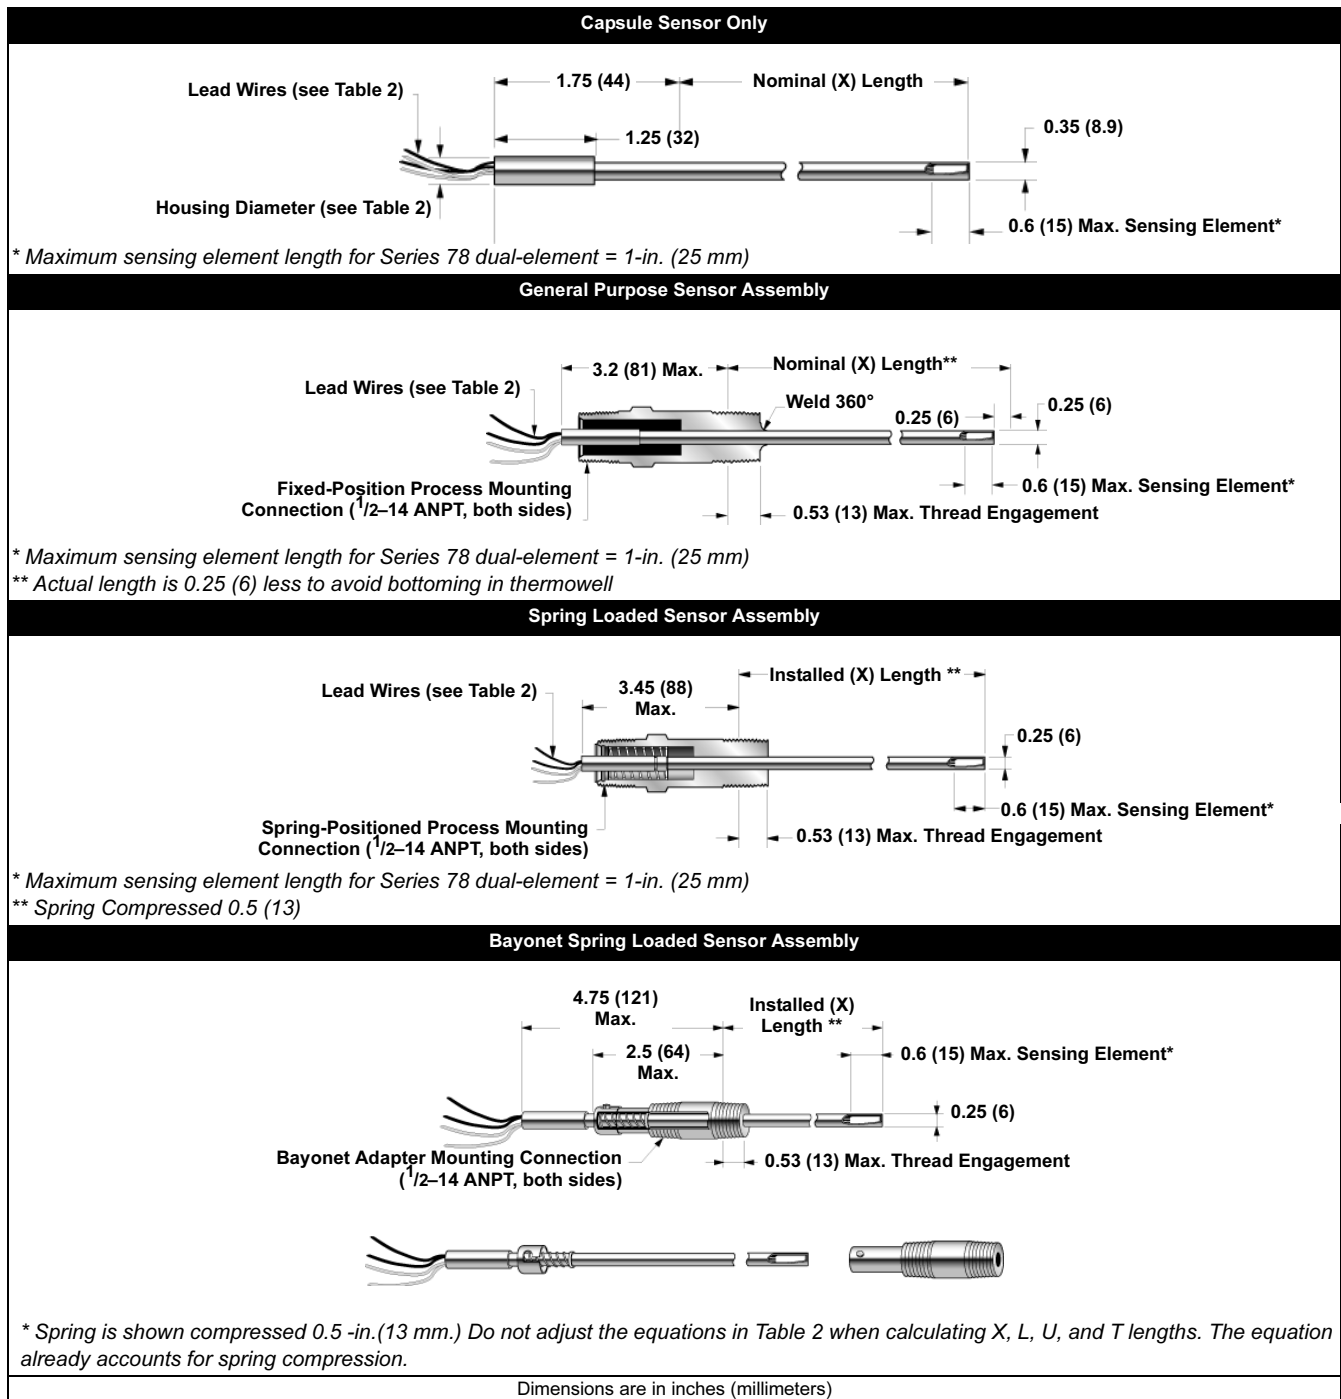 Capsule Sensor Only
1.75 (44)
Nominal (X) Length
Lead Wires (see Table 2)
0.35 (8.9)
1.25 (32)
Housing Diameter (see Table 2)
0.6 (15) Max. Sensing Element*
* Maximum sensing element length for Series 78 dual-element = 1-in. (25 mm)
General Purpose Sensor Assembly
3.2 (81) Max.
Nominal (X) Length**
Lead Wires (see Table 2)
Weld 360°
0.25 (6)
0.25 (6)
Fixed-Position Process Mounting
Connection (1/2–14 ANPT, both sides)
0.6 (15) Max. Sensing Element*
0.53 (13) Max. Thread Engagement
* Maximum sensing element length for Series 78 dual-element = 1-in. (25 mm)
** Actual length is 0.25 (6) less to avoid bottoming in thermowell
Spring Loaded Sensor Assembly
Installed (X) Length **
Lead Wires (see Table 2)
3.45 (88)
Max.
0.25 (6)
0.6 (15) Max. Sensing Element*
Spring-Positioned Process Mounting
Connection (1/2–14 ANPT, both sides)
0.53 (13) Max. Thread Engagement
* Maximum sensing element length for Series 78 dual-element = 1-in. (25 mm)
** Spring Compressed 0.5 (13)
Bayonet Spring Loaded Sensor Assembly
4.75 (121)
Max.
Installed (X)
Length **
2.5 (64)
Max.
0.6 (15) Max. Sensing Element*
0.25 (6)
Bayonet Adapter Mounting Connection
(1/2–14 ANPT, both sides)
0.53 (13) Max. Thread Engagement
* Spring is shown compressed 0.5 -in.(13 mm.) Do not adjust the equations in Table 2 when calculating X, L, U, and T lengths. The equation
already accounts for spring compression.
Dimensions are in inches (millimeters)